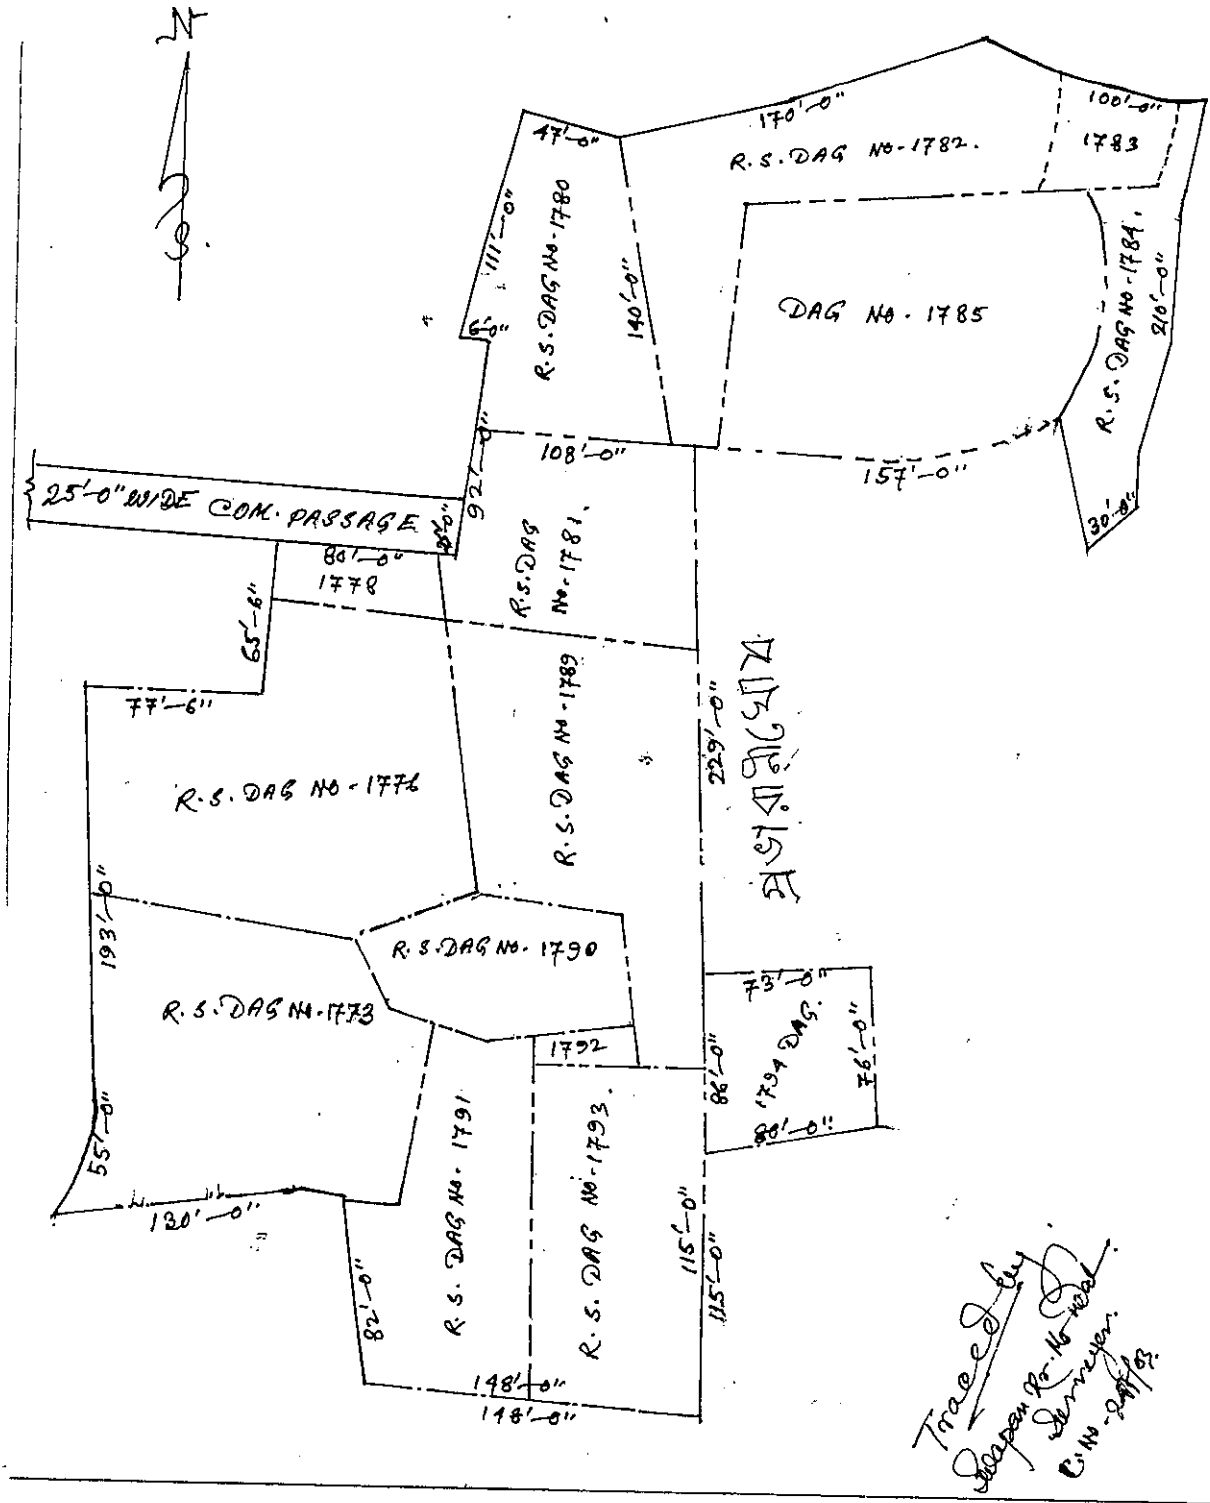 N
S.
170'-0"
100'-0"
1783
47'-0"
R.S. DAG NO-1782.
111'-0"
R.S. DAG NO-1780
140'-0"
DAG NO. 1785
R.S. DAG NO-1784.
210'-0"
6'-0"
92'-0"
108'-0"
157'-0"
30'-0"
25'-0" WIDE COM. PASSAGE
80'-0"
1778
R.S. DAG
NO-1781.
65'-6"
77'-6"
R.S. DAG NO-1776
R.S. DAG NO-1789
229'-0"
193'-0"
R.S. DAG NO. 1790
R.S. DAG NO-1773
1792
73'-0"
1794 DAG.
76'-0"
86'-0"
80'-0"
55'-0"
130'-0"
R.S. DAG NO. 1791
R.S. DAG NO-1793.
115'-0"
115'-0"
82'-0"
148'-0"
148'-0"
Traced by
Surveyor.